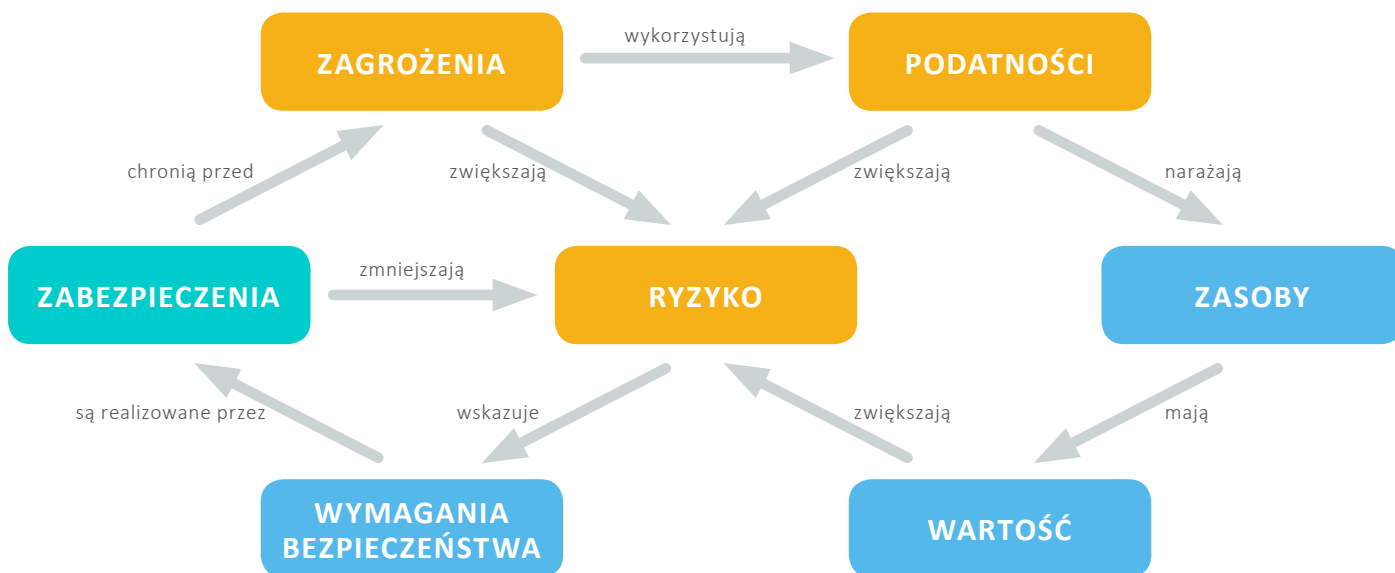 wykorzystują
ZAGROŻENIA
PODATNOŚCI
chronią przed
zwiększają
zwiększają
narażają
zmniejszają
ZABEZPIECZENIA
RYZYKO
ZASOBY
są realizowane przez
wskazuje
zwiększają
mają
WYMAGANIA
BEZPIECZEŃSTWA
WARTOŚĆ